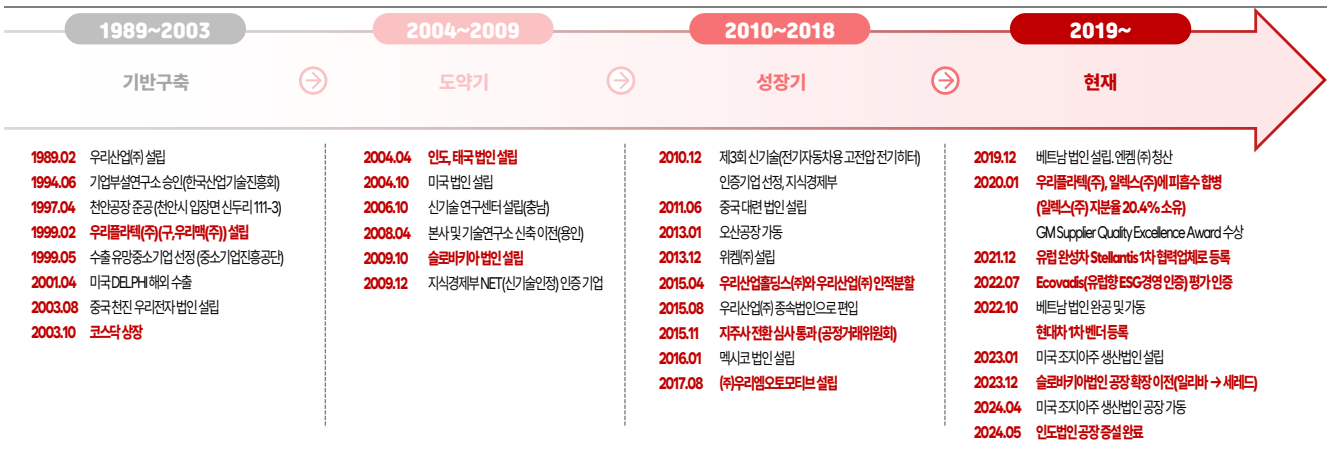 1989~2003
기반구축
1989.02 우리산업㈜ 설립
1994.06 기업부설연구소 승인(한국산업기술진흥회)
1997.04 천안공장 준공(천안시 입장면 신두리 111-3)
1999.02 우리플라텍(주)(구,우리맥(주)) 설립
1999.05 수출 유망중소기업 선정 (중소기업진흥공단)
2001.04 미국 DELPHI 해외 수출
2003.08 중국 천진 우리전자 법인 설립
2003.10 코스닥 상장
2004~2009
도약기
2004.04 인도, 태국 법인 설립
2004.10 미국 법인 설립
2006.10 신기술 연구센터 설립(충남)
2008.04 본사 및 기술연구소 신축 이전(용인)
2009.10 슬로바키아 법인 설립
2009.12 지식경제부 NET(신기술인정) 인증 기업
2010~2018
성장기
2010.12 제3회 신기술(전기자동차용 고전압 전기히터)
인증기업 선정, 지식경제부
2011.06 중국 대련 법인 설립
2013.01 오산공장 가동
2013.12 위켐㈜ 설립
2015.04 우리산업홀딩스㈜와 우리산업㈜ 인적분할
2015.08 우리산업㈜ 종속법인으로 편입
2015.11 지주사 전환 심사 통과 (공정거래위원회)
2016.01 멕시코 법인 설립
2017.08 ㈜우리엠오토모티브 설립
2019~
현재
2019.12 베트남 법인 설립. 엔켐 ㈜ 청산
2020.01 우리플라텍(주), 일렉스(주)에 피흡수 합병
(일렉스(주) 지분율 20.4% 소유)
GM Supplier Quality Excellence Award 수상
2021.12 유럽 완성차 Stellantis 1차 협력업체로 등록
2022.07 Ecovadis(유럽향 ESG경영 인증) 평가 인증
2022.10 베트남 법인 완공 및 가동
현대차 1차 벤더 등록
2023.01 미국 조지아주 생산법인 설립
2023.12 슬로바키아법인 공장 확장 이전(일리바 → 세레드)
2024.04 미국 조지아주 생산법인 공장 가동
2024.05 인도법인 공장 증설 완료